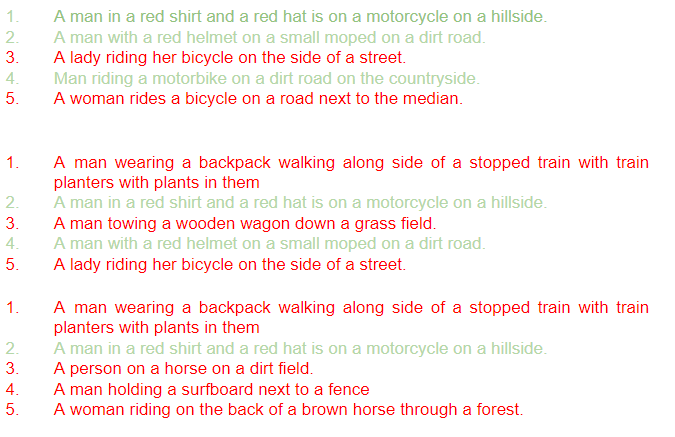 1. A man in a red shirt and a red hat is on a motorcycle on a hillside.
2. A man with a red helmet on a small moped on a dirt road.
3. A lady riding her bicycle on the side of a street.
4. Man riding a motorbike on a dirt road on the countryside.
5. A woman rides a bicycle on a road next to the median.
1. A man wearing a backpack walking along side of a stopped train with train
planters with plants in them
2. A man in a red shirt and a red hat is on a motorcycle on a hillside.
3. A man towing a wooden wagon down a grass field.
4. A man with a red helmet on a small moped on a dirt road.
5. A lady riding her bicycle on the side of a street.
1. A man wearing a backpack walking along side of a stopped train with train
planters with plants in them
2. A man in a red shirt and a red hat is on a motorcycle on a hillside.
3. A person on a horse on a dirt field.
4. A man holding a surfboard next to a fence
5. A woman riding on the back of a brown horse through a forest.